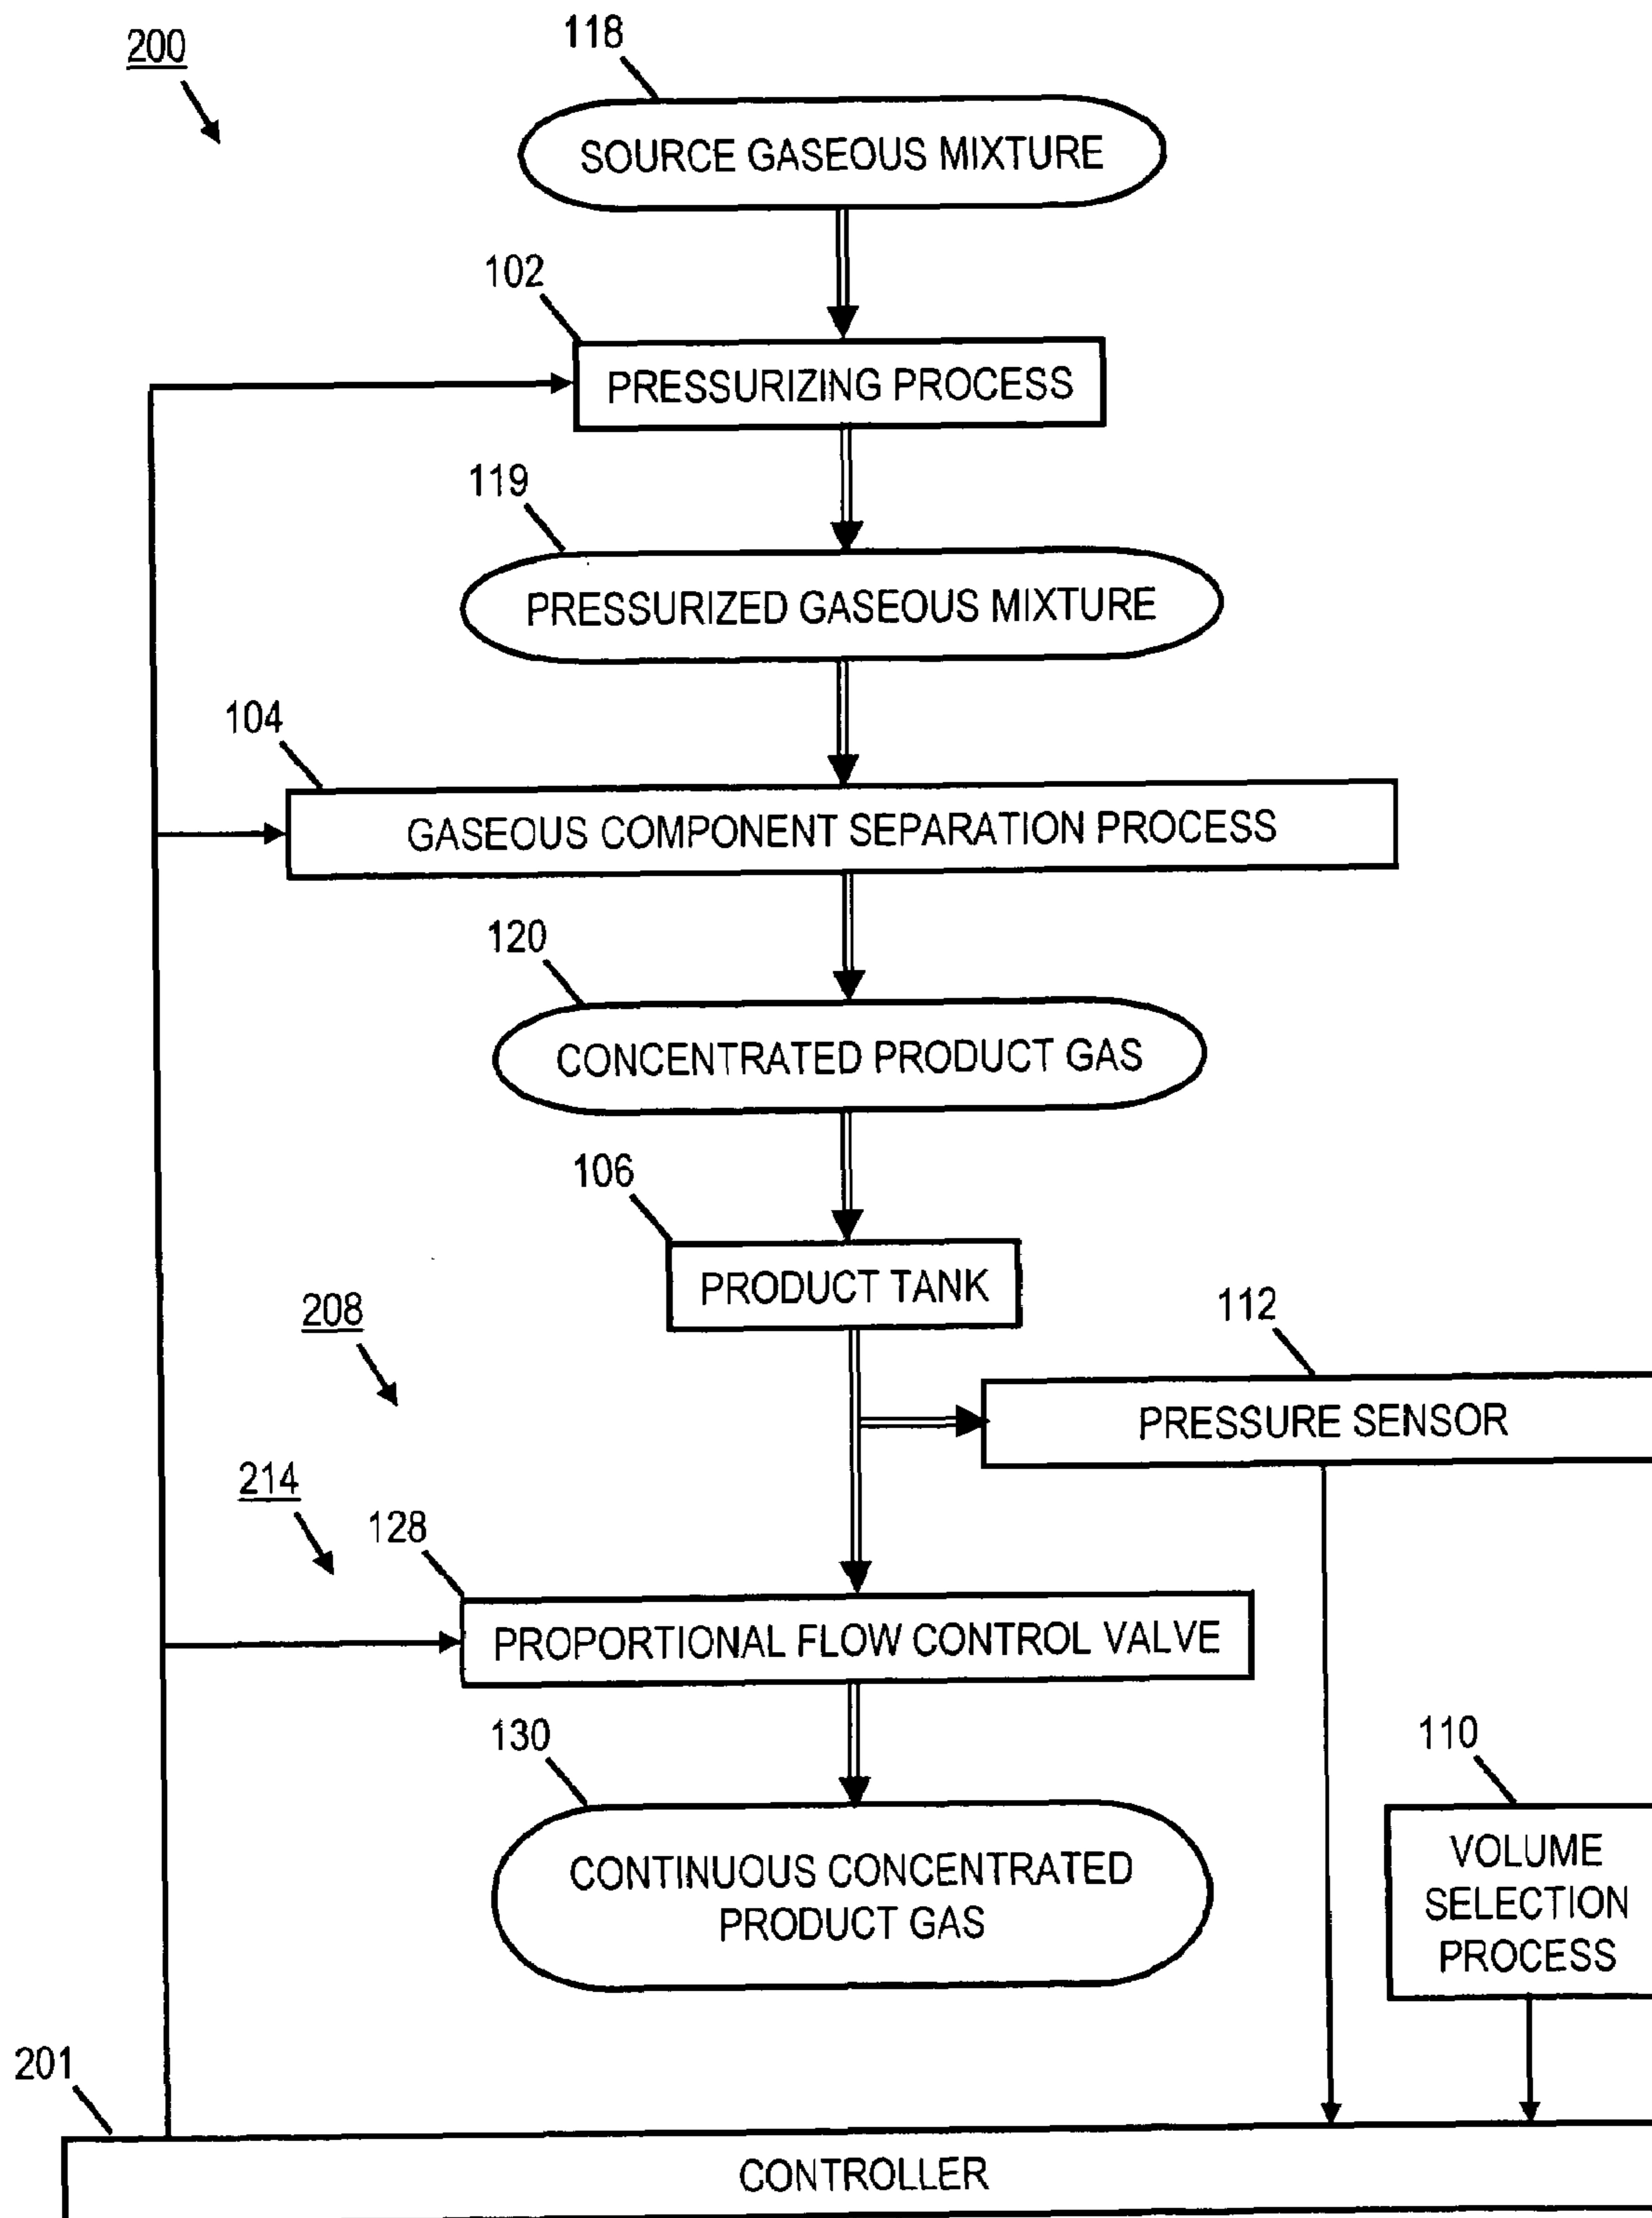 200
118
SOURCE GASEOUS MIXTURE
102
PRESSURIZING PROCESS
119
PRESSURIZED GASEOUS MIXTURE
104
GASEOUS COMPONENT SEPARATION PROCESS
120
CONCENTRATED PRODUCT GAS
106
PRODUCT TANK
208
112
PRESSURE SENSOR
214
128
PROPORTIONAL FLOW CONTROL VALVE
130
CONTINUOUS CONCENTRATED
PRODUCT GAS
110
VOLUME
SELECTION
PROCESS
201
CONTROLLER